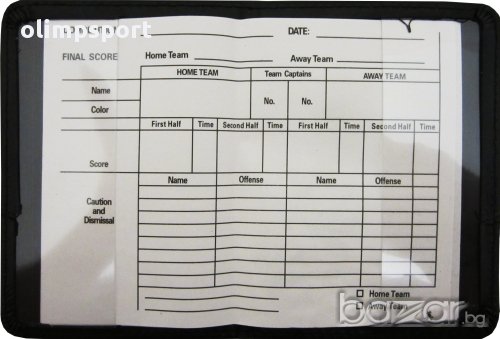 olimpsport
DATE:
FINAL SCORE
Home Team
Away Team
HOME TEAM
Team Captains
AWAY TEAM
Name
Color
No.
No.
First Half
Time
Second Half
Time
First Half
Time
Second Half
Time
Score
Name
Offense
Name
Offense
Caution
and
Dismissal
Home Team
Away Team
bazar.bg